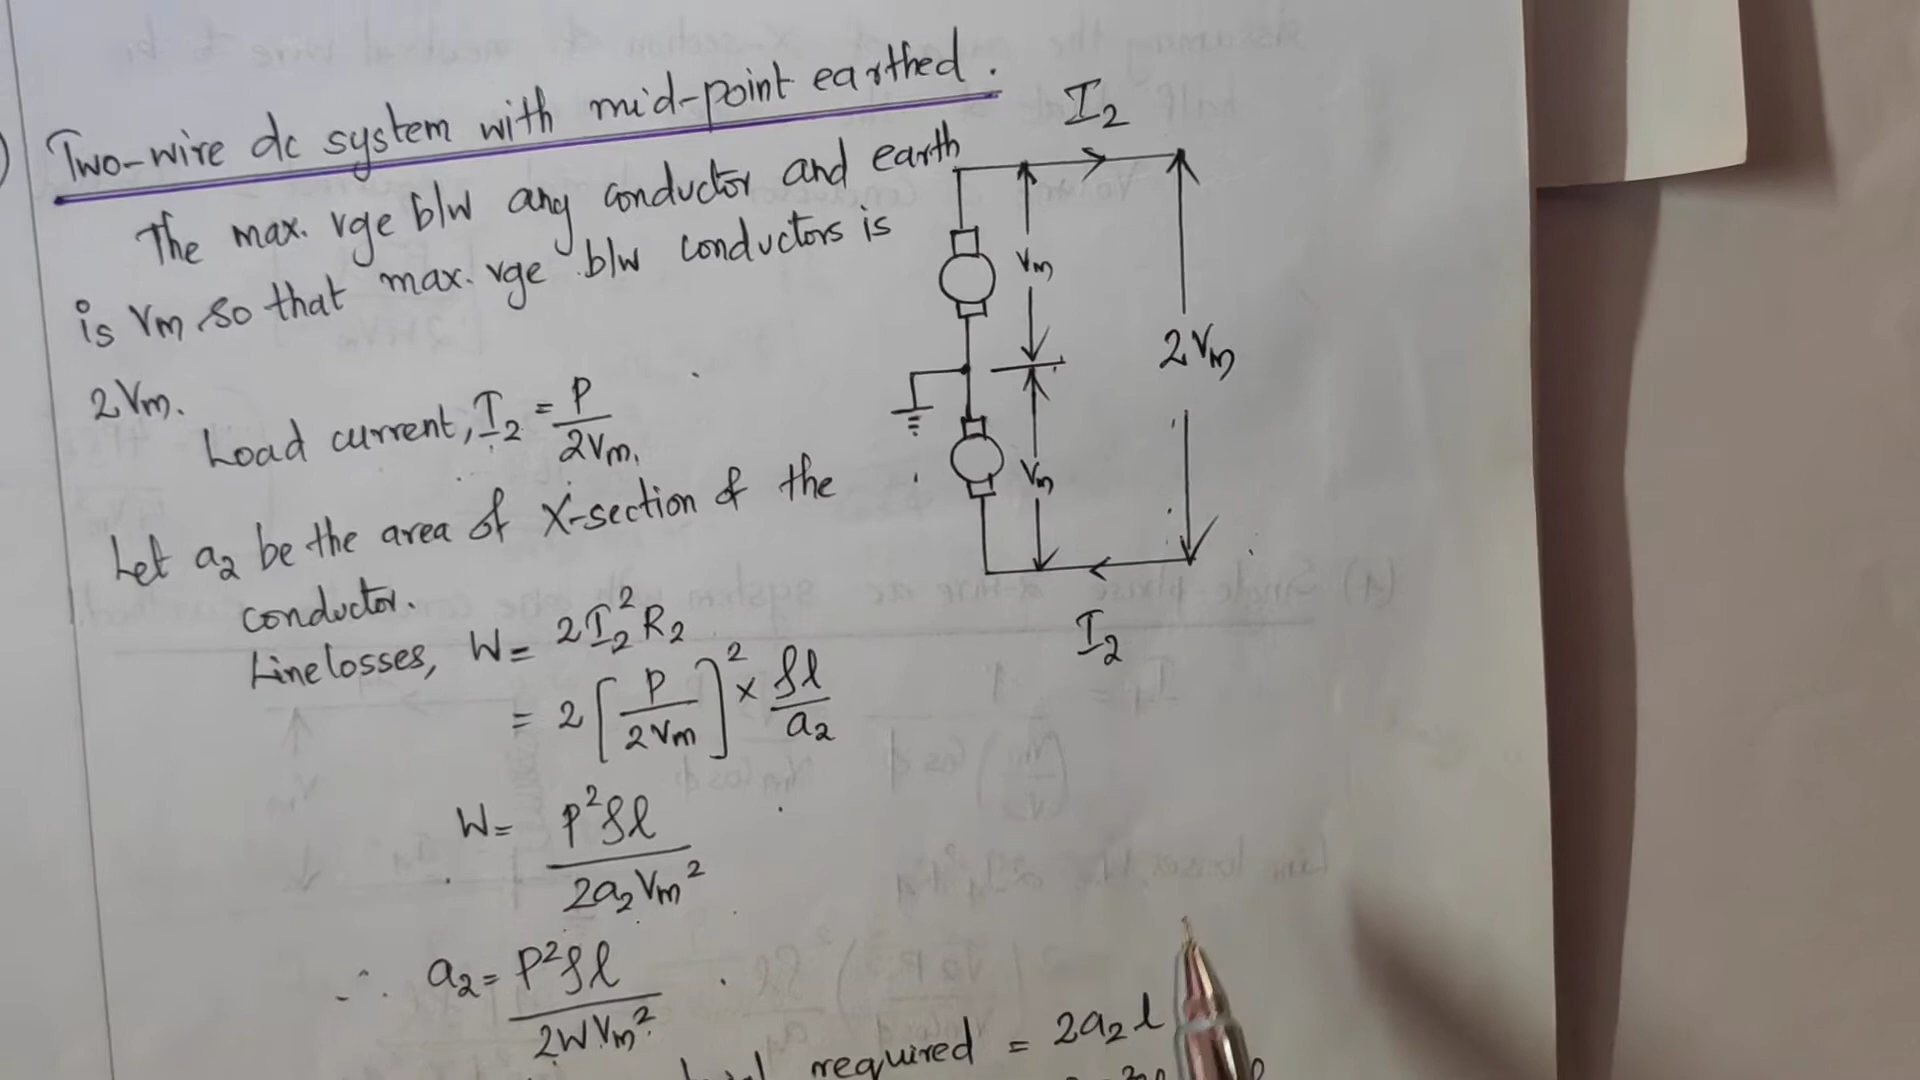 Two-wire dc system with mid-point earthed.
The max. vge b/w any conductor and earth
is Vm so that max. vge b/w conductors is
2Vm.
Load current, I₂ = P/2Vm.
Let a₂ be the area of X-section of the
conductor.
Line losses, W = 2I₂²R₂
= 2[P/2Vm]² × ρl/a₂
W = P²ρl/2a₂Vm²
∴ a₂ = P²ρl/2WVm²
required = 2a₂l
I₂
Vm
2Vm
Vm
I₂